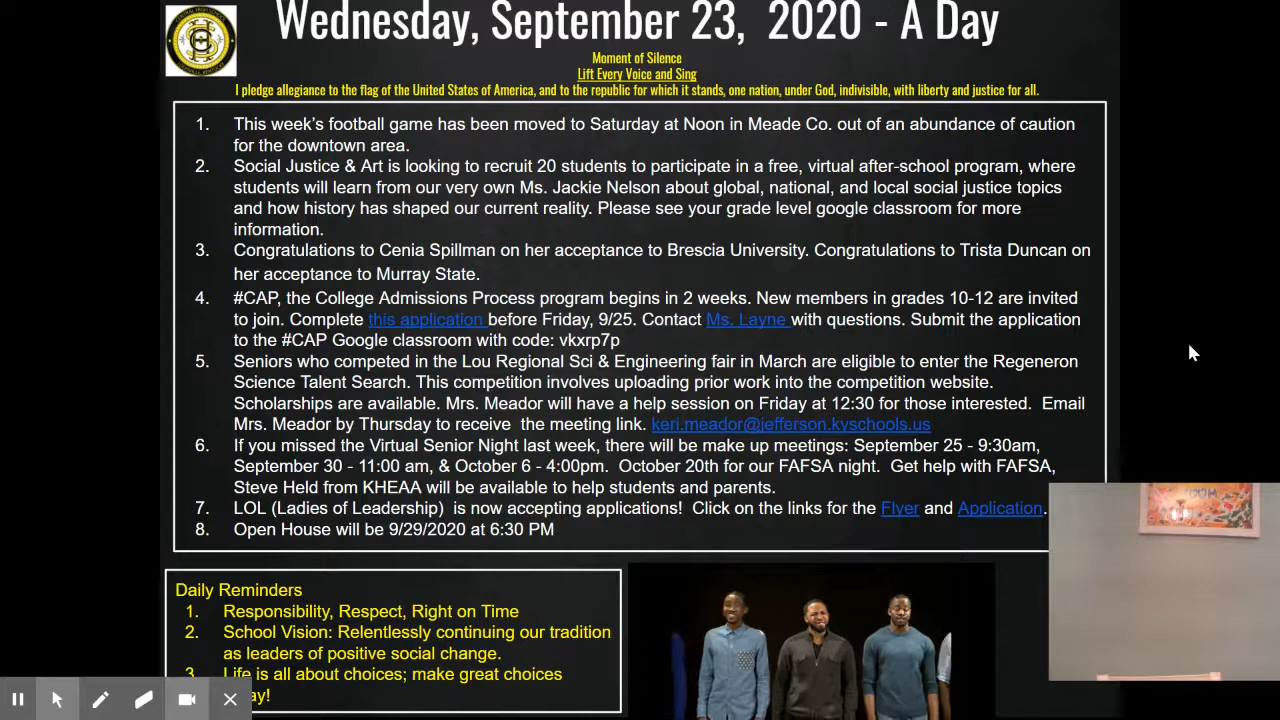 Wednesday, September 23, 2020 - A Day
Moment of Silence
Lift Every Voice and Sing
I pledge allegiance to the flag of the United States of America, and to the republic for which it stands, one nation, under God, indivisible, with liberty and justice for all.
1. This week's football game has been moved to Saturday at Noon in Meade Co. out of an abundance of caution
for the downtown area.
2. Social Justice & Art is looking to recruit 20 students to participate in a free, virtual after-school program, where
students will learn from our very own Ms. Jackie Nelson about global, national, and local social justice topics
and how history has shaped our current reality. Please see your grade level google classroom for more
information.
3. Congratulations to Cenia Spillman on her acceptance to Brescia University. Congratulations to Trista Duncan on
her acceptance to Murray State.
4. #CAP, the College Admissions Process program begins in 2 weeks. New members in grades 10-12 are invited
to join. Complete this application before Friday, 9/25. Contact Ms. Layne with questions. Submit the application
to the #CAP Google classroom with code: vkxrp7p
5. Seniors who competed in the Lou Regional Sci & Engineering fair in March are eligible to enter the Regeneron
Science Talent Search. This competition involves uploading prior work into the competition website.
Scholarships are available. Mrs. Meador will have a help session on Friday at 12:30 for those interested. Email
Mrs. Meador by Thursday to receive the meeting link. keri.meador@jefferson.kyschools.us
6. If you missed the Virtual Senior Night last week, there will be make up meetings: September 25 - 9:30am,
September 30 - 11:00 am, & October 6 - 4:00pm. October 20th for our FAFSA night. Get help with FAFSA,
Steve Held from KHEAA will be available to help students and parents.
7. LOL (Ladies of Leadership) is now accepting applications! Click on the links for the Flyer and Application.
8. Open House will be 9/29/2020 at 6:30 PM
Daily Reminders
1. Responsibility, Respect, Right on Time
2. School Vision: Relentlessly continuing our tradition
as leaders of positive social change.
3. Life is all about choices; make great choices
ay!